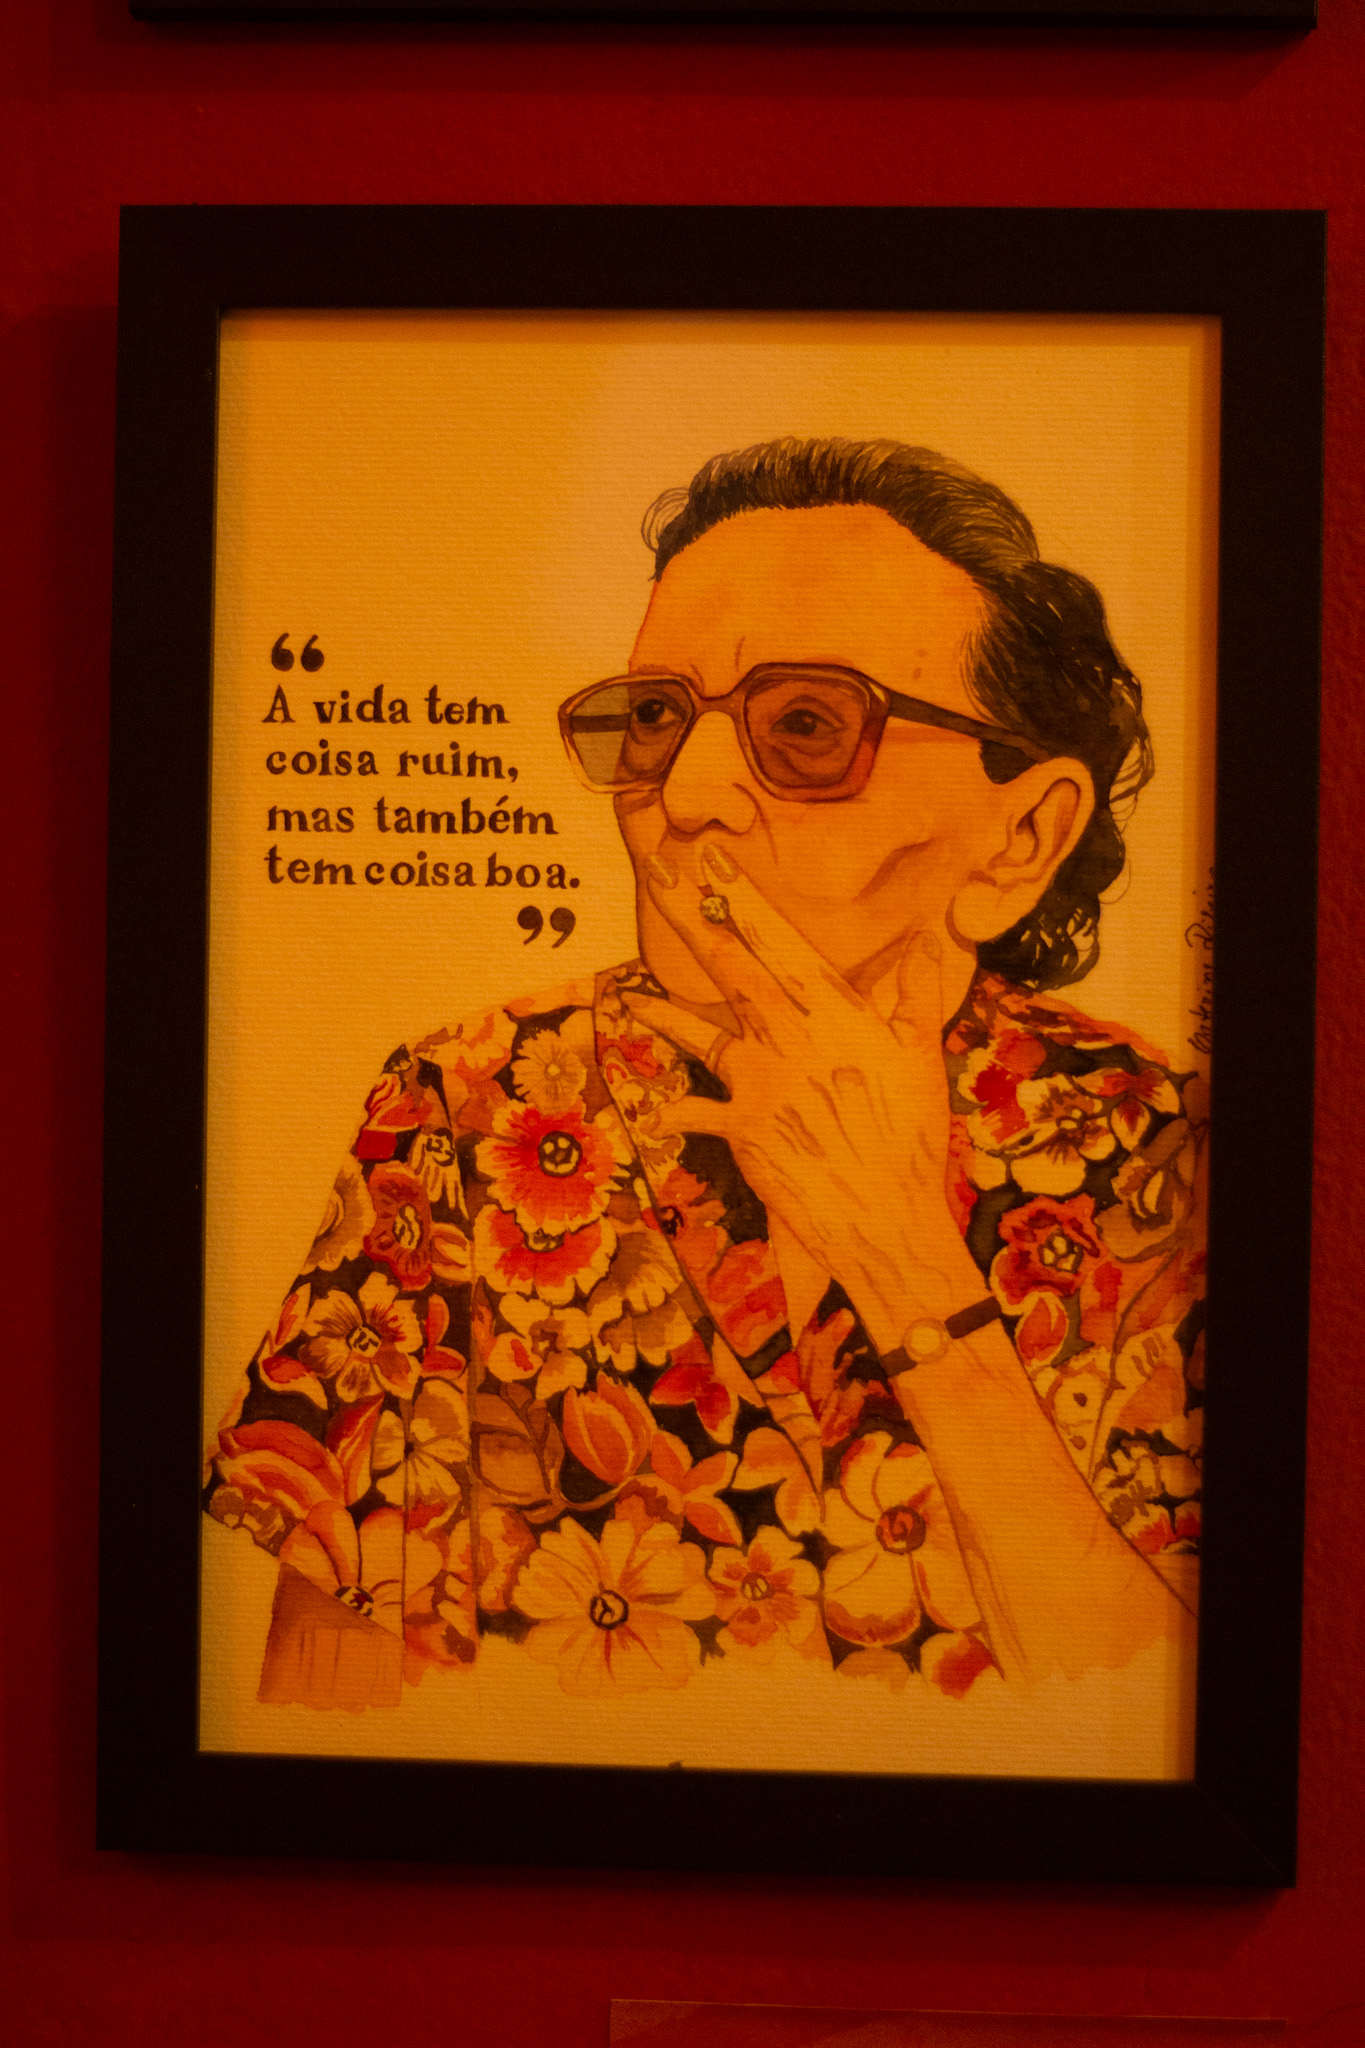 “
A vida tem
coisa ruim,
mas também
tem coisa boa.
”